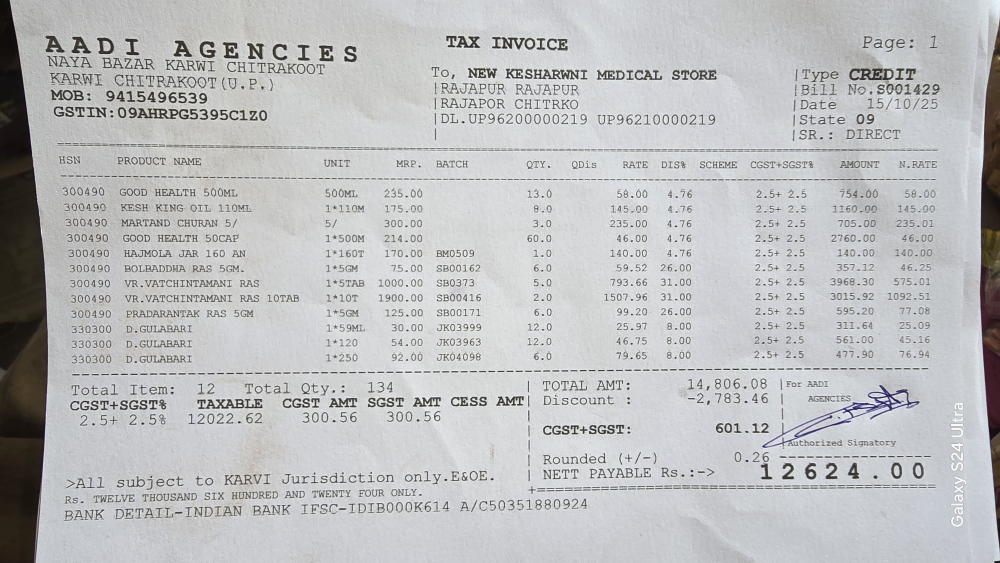 AADI AGENCIES
NAYA BAZAR KARWI CHITRAKOOT
KARWI CHITRAKOOT(U.P.)
MOB: 9415496539
GSTIN:09AHRPG5395C1Z0
TAX INVOICE
To, NEW KESHARWNI MEDICAL STORE
RAJAPUR RAJAPUR
RAJAPOR CHITRKO
DL.UP96200000219 UP96210000219
Page: 1
Type CREDIT
Bill No.S001429
Date 15/10/25
State 09
SR.: DIRECT
HSN PRODUCT NAME UNIT MRP. BATCH QTY. QDis RATE DIS% SCHEME CGST+SGST% AMOUNT N.RATE
300490 GOOD HEALTH 500ML 500ML 235.00 13.0 58.00 4.76 2.5+ 2.5 754.00 58.00
300490 KESH KING OIL 110ML 1*110M 175.00 8.0 145.00 4.76 2.5+ 2.5 1160.00 145.00
300490 MARTAND CHURAN 5/ 5/ 300.00 3.0 235.00 4.76 2.5+ 2.5 705.00 235.01
300490 GOOD HEALTH 50CAP 1*500M 214.00 60.0 46.00 4.76 2.5+ 2.5 2760.00 46.00
300490 HAJMOLA JAR 160 AN 1*160T 170.00 BM0509 1.0 140.00 4.76 2.5+ 2.5 140.00 140.00
300490 BOLBADDHA RAS 5GM. 1*5GM 75.00 SB00162 6.0 59.52 26.00 2.5+ 2.5 357.12 46.25
300490 VR.VATCHINTAMANI RAS 1*5TAB 1000.00 SB0373 5.0 793.66 31.00 2.5+ 2.5 3968.30 575.01
300490 VR.VATCHINTAMANI RAS 10TAB 1*10T 1900.00 SB00416 2.0 1507.96 31.00 2.5+ 2.5 3015.92 1092.51
300490 PRADARANTAK RAS 5GM 1*5GM 125.00 SB00171 6.0 99.20 26.00 2.5+ 2.5 595.20 77.08
330300 D.GULABARI 1*59ML 30.00 JK03999 12.0 25.97 8.00 2.5+ 2.5 311.64 25.09
330300 D.GULABARI 1*120 54.00 JK03963 12.0 46.75 8.00 2.5+ 2.5 561.00 45.16
330300 D.GULABARI 1*250 92.00 JK04098 6.0 79.65 8.00 2.5+ 2.5 477.90 76.94
Total Item: 12 Total Qty.: 134
CGST+SGST% TAXABLE CGST AMT SGST AMT CESS AMT
2.5+ 2.5% 12022.62 300.56 300.56
TOTAL AMT: 14,806.08
Discount : -2,783.46
CGST+SGST: 601.12
Rounded (+/-) 0.26
NETT PAYABLE Rs.:-> 12624.00
For AADI
AGENCIES
Authorized Signatory
>All subject to KARVI Jurisdiction only.E&OE.
Rs. TWELVE THOUSAND SIX HUNDRED AND TWENTY FOUR ONLY.
BANK DETAIL-INDIAN BANK IFSC-IDIB000K614 A/C50351880924
Galaxy S24 Ultra